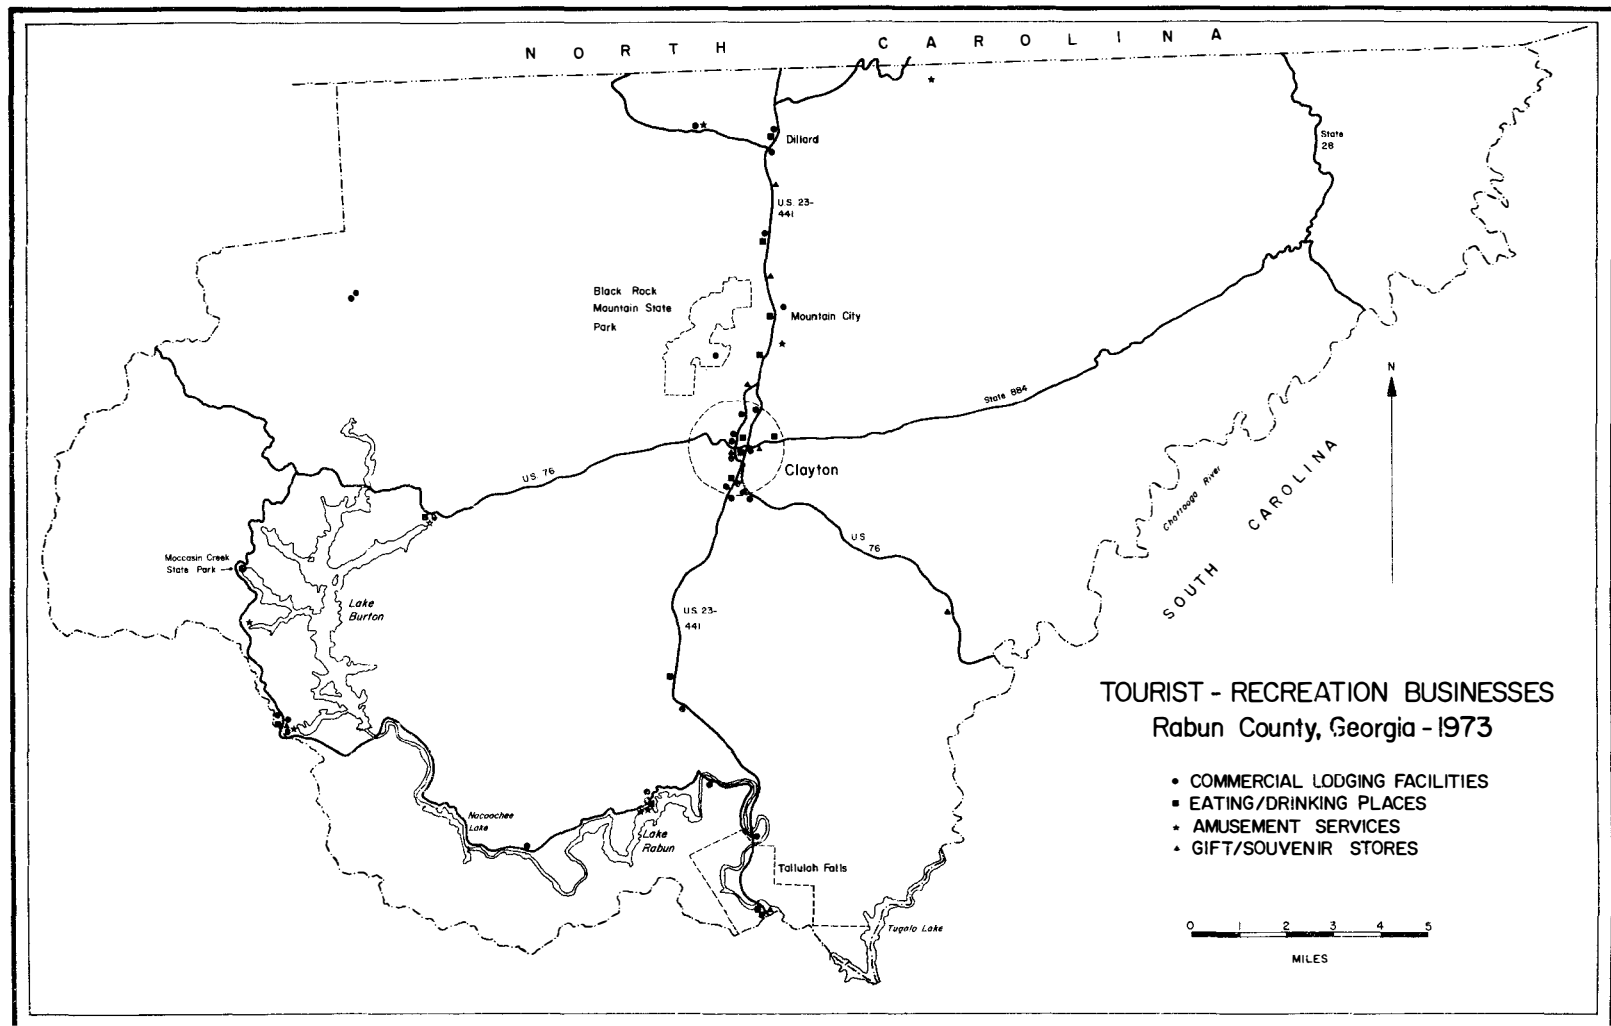 NORTH CAROLINA
State
28
Dillard
U.S. 23-
441
Black Rock
Mountain State
Park
Mountain City
N
State 884
US 76
Clayton
Chattooga River
SOUTH CAROLINA
US
76
Moccasin Creek
State Park
Lake
Burton
U.S. 23-
441
TOURIST - RECREATION BUSINESSES
Rabun County, Georgia - 1973
COMMERCIAL LODGING FACILITIES
EATING/DRINKING PLACES
AMUSEMENT SERVICES
GIFT/SOUVENIR STORES
Nacoochee
Lake
Lake
Rabun
Tallulah Falls
Tugalo Lake
0 1 2 3 4 5
MILES